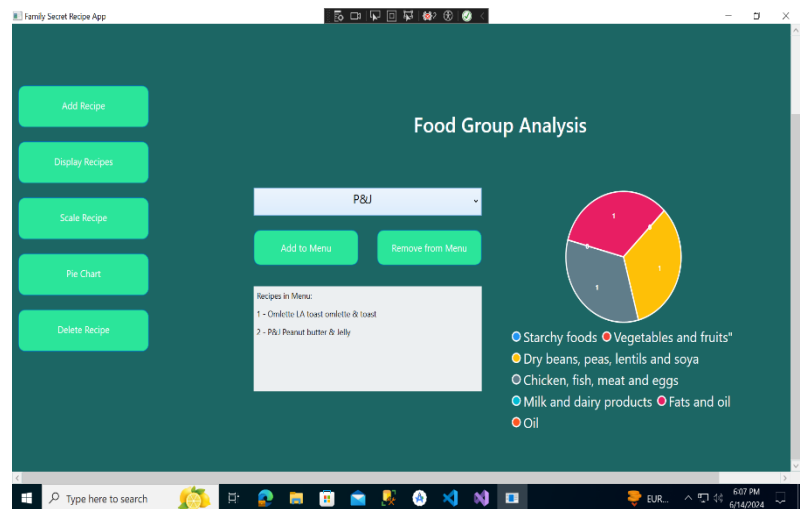 Family Secret Recipe App
Add Recipe
Display Recipes
Scale Recipe
Pie Chart
Delete Recipe
Food Group Analysis
P&J
Add to Menu
Remove from Menu
Recipes in Menu:
1 - Omlette LA toast omlette & toast
2 - P&J Peanut butter & Jelly
1
0
0
1
1
Starchy foods Vegetables and fruits"
Dry beans, peas, lentils and soya
Chicken, fish, meat and eggs
Milk and dairy products Fats and oil
Oil
Type here to search
EUR...
6:07 PM
6/14/2024